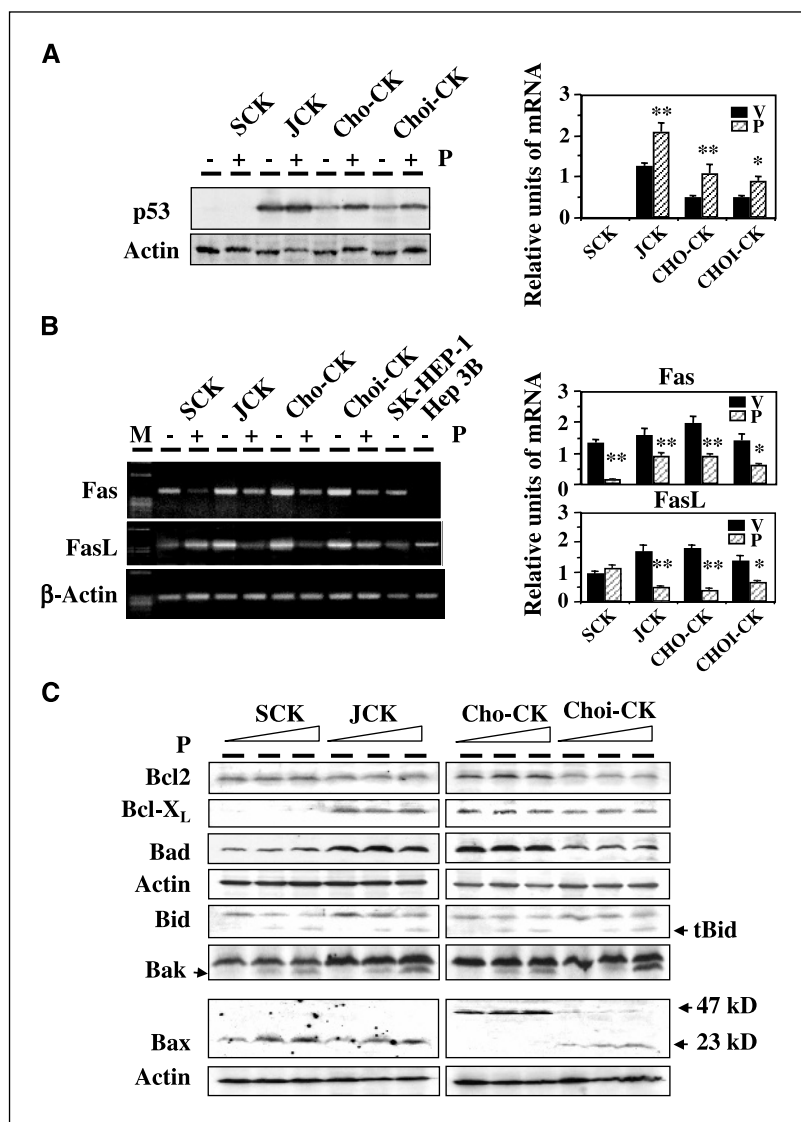 A
SCK JCK Cho-CK Choi-CK
- + - + - + - + P
p53
Actin
Relative units of mRNA
3
2
1
0
V
P
** ** *
SCK JCK CHO-CK CHOI-CK
B
SCK JCK Cho-CK Choi-CK SK-HEP-1 Hep 3B
M - + - + - + - + - - P
Fas
FasL
β-Actin
Relative units of mRNA
Fas
3
2
1
0
V
P
** ** ** *
FasL
3
2
1
0
V
P
** ** *
SCK JCK CHO-CK CHOI-CK
C
SCK JCK Cho-CK Choi-CK
P
Bcl2
Bcl-XL
Bad
Actin
Bid
tBid
Bak
47 kD
Bax
23 kD
Actin